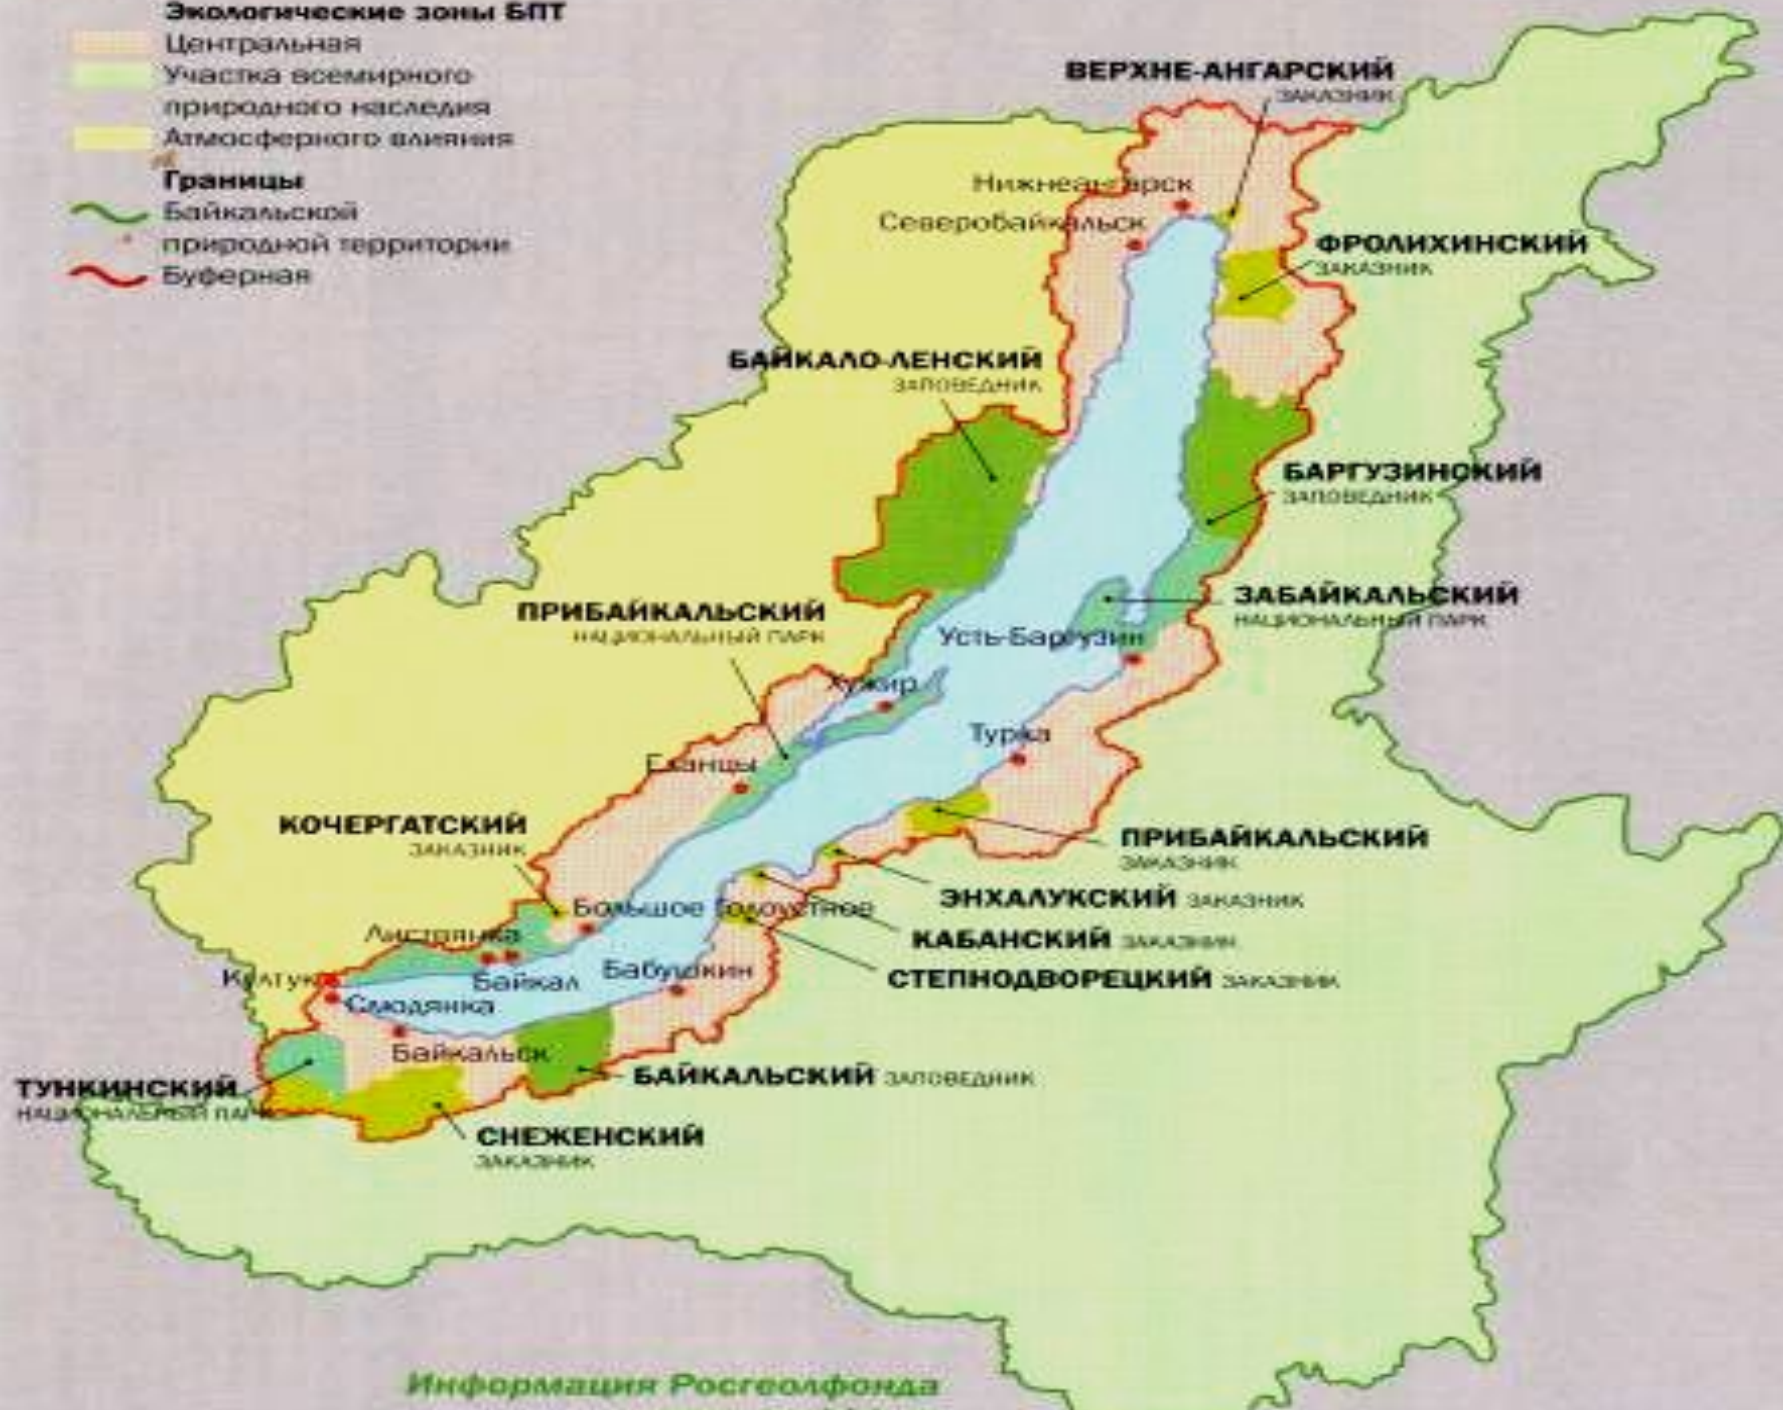 Экологические зоны БПТ
Центральная
Участка всемирного
природного наследия
Атмосферного влияния
Границы
Байкальской
природной территории
Буферная
ВЕРХНЕ-АНГАРСКИЙ
ЗАКАЗНИК
Нижнеангарск
Северобайкальск
ФРОЛИХИНСКИЙ
ЗАКАЗНИК
БАЙКАЛО-ЛЕНСКИЙ
ЗАПОВЕДНИК
БАРГУЗИНСКИЙ
ЗАПОВЕДНИК
ЗАБАЙКАЛЬСКИЙ
НАЦИОНАЛЬНЫЙ ПАРК
ПРИБАЙКАЛЬСКИЙ
НАЦИОНАЛЬНЫЙ ПАРК
Усть-Баргузин
Хужир
Турка
Еланцы
КОЧЕРГАТСКИЙ
ЗАКАЗНИК
ПРИБАЙКАЛЬСКИЙ
ЗАКАЗНИК
ЭНХАЛУКСКИЙ ЗАКАЗНИК
Большое Голоустное
КАБАНСКИЙ ЗАКАЗНИК
Листвянка
СТЕПНОДВОРЕЦКИЙ ЗАКАЗНИК
Култук
Байкал
Бабушкин
Слюдянка
Байкальск
БАЙКАЛЬСКИЙ ЗАПОВЕДНИК
ТУНКИНСКИЙ
НАЦИОНАЛЬНЫЙ ПАРК
СНЕЖЕНСКИЙ
ЗАКАЗНИК
Информация Росгеолфонда